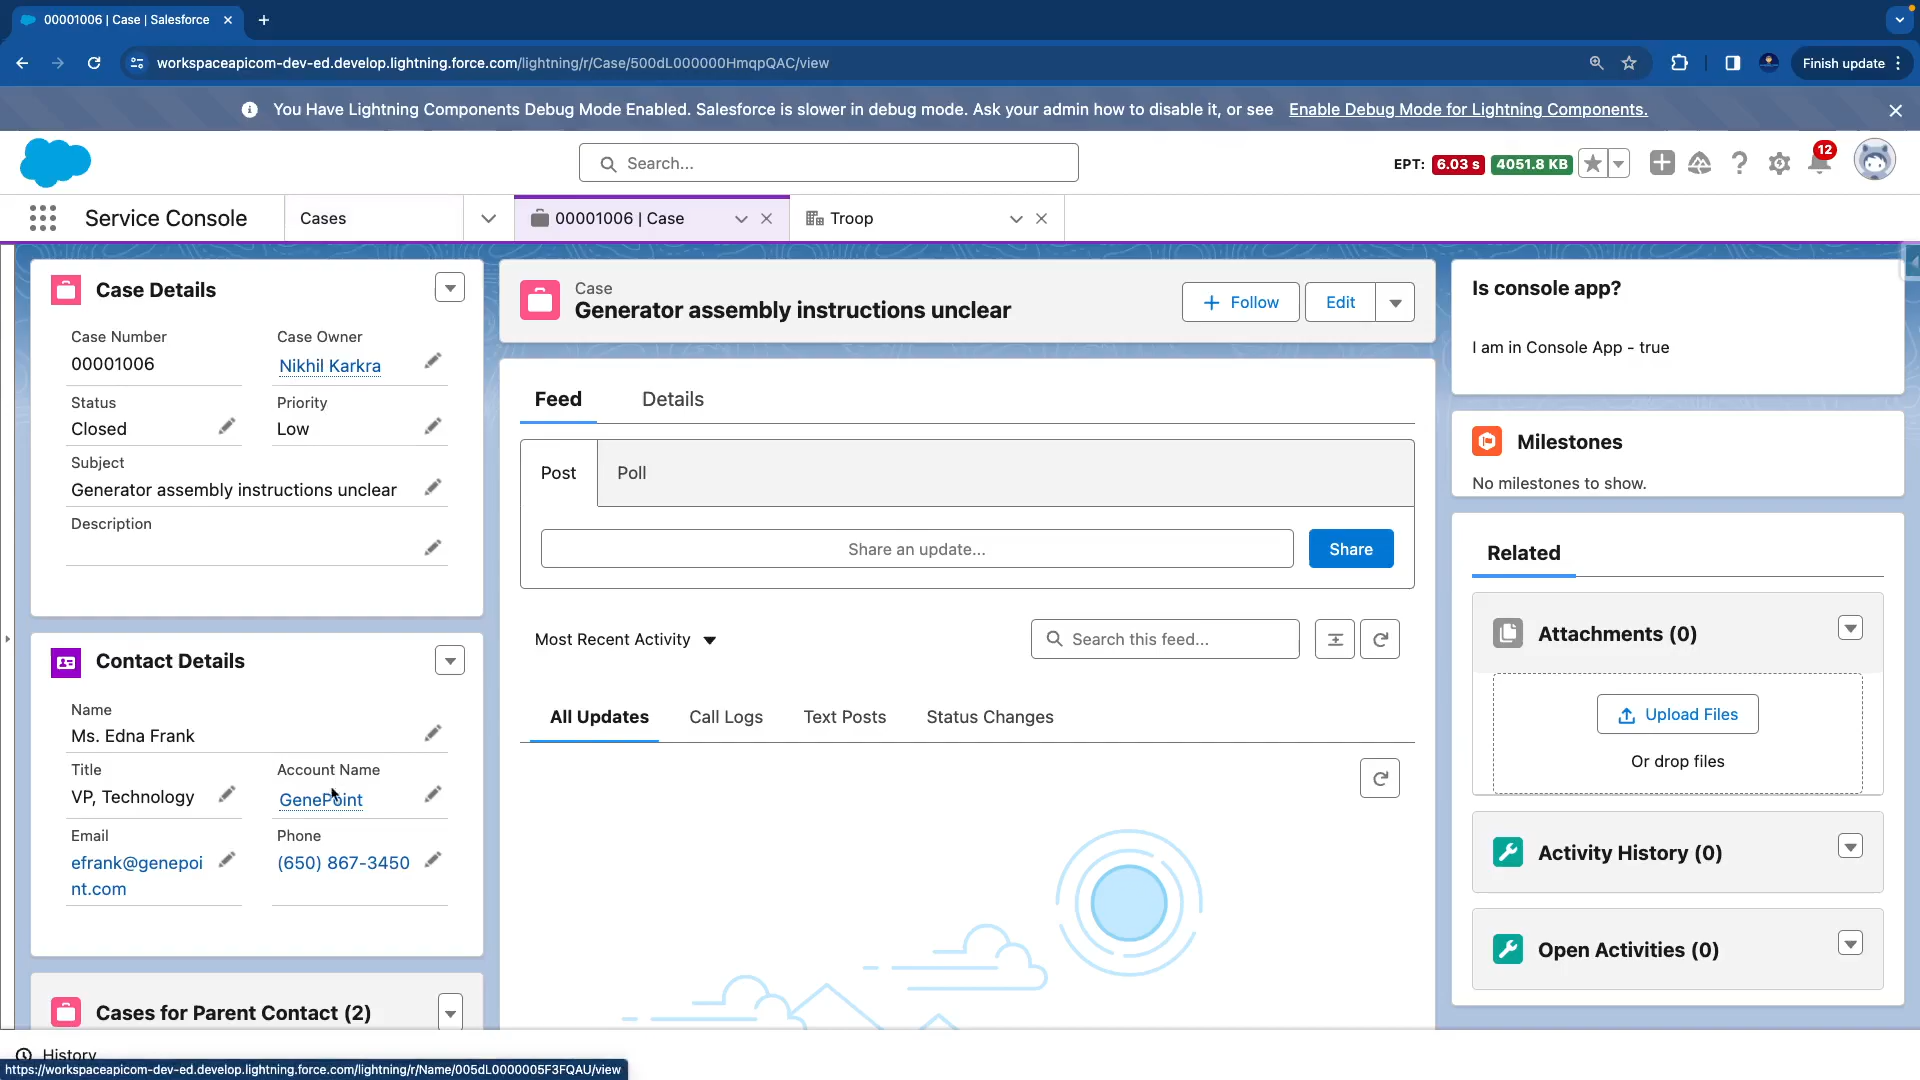 00001006 | Case | Salesforce
workspaceapicom-dev-ed.develop.lightning.force.com/lightning/r/Case/500dL000000HmqpQAC/view
Finish update
You Have Lightning Components Debug Mode Enabled. Salesforce is slower in debug mode. Ask your admin how to disable it, or see Enable Debug Mode for Lightning Components.
Search...
EPT: 6.03 s 4051.8 KB
12
Service Console
Cases
00001006 | Case
Troop
Case Details
Case Number
00001006
Case Owner
Nikhil Karkra
Status
Closed
Priority
Low
Subject
Generator assembly instructions unclear
Description
Contact Details
Name
Ms. Edna Frank
Title
VP, Technology
Account Name
GenePoint
Email
efrank@genepoi
nt.com
Phone
(650) 867-3450
Cases for Parent Contact (2)
Case
Generator assembly instructions unclear
Follow
Edit
Feed
Details
Post
Poll
Share an update...
Share
Most Recent Activity
Search this feed...
All Updates
Call Logs
Text Posts
Status Changes
Is console app?
I am in Console App - true
Milestones
No milestones to show.
Related
Attachments (0)
Upload Files
Or drop files
Activity History (0)
Open Activities (0)
History
https://workspaceapicom-dev-ed.develop.lightning.force.com/lightning/r/Name/005dL0000005F3FQAU/view